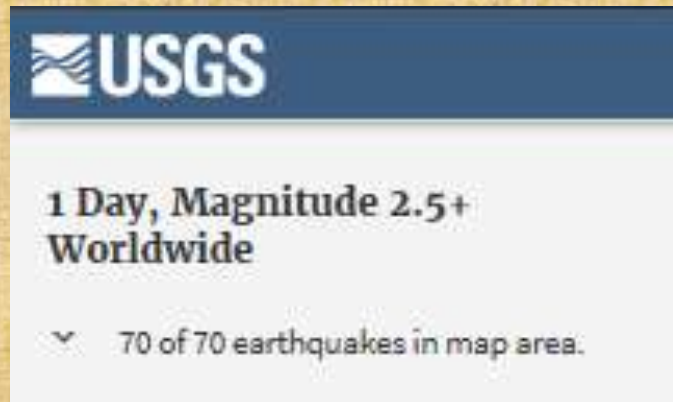 USGS
1 Day, Magnitude 2.5+
Worldwide
70 of 70 earthquakes in map area.